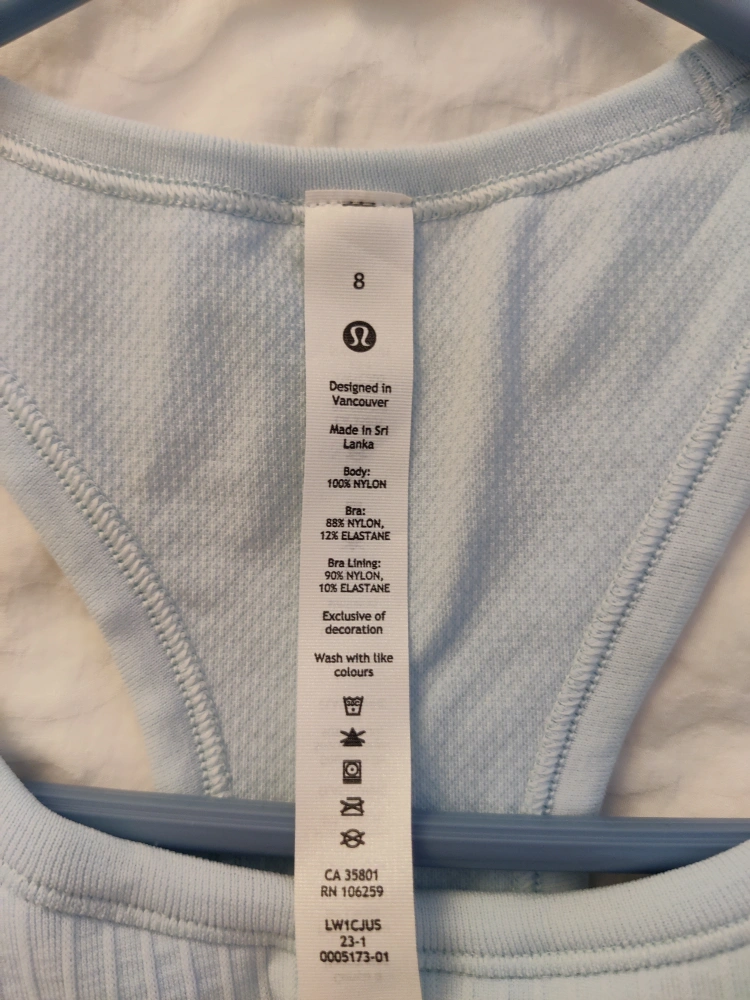 8
Designed in
Vancouver
Made in Sri
Lanka
Body:
100% NYLON
Bra:
88% NYLON,
12% ELASTANE
Bra Lining:
90% NYLON,
10% ELASTANE
Exclusive of
decoration
Wash with like
colours
CA 35801
RN 106259
LW1CJUS
23-1
0005173-01